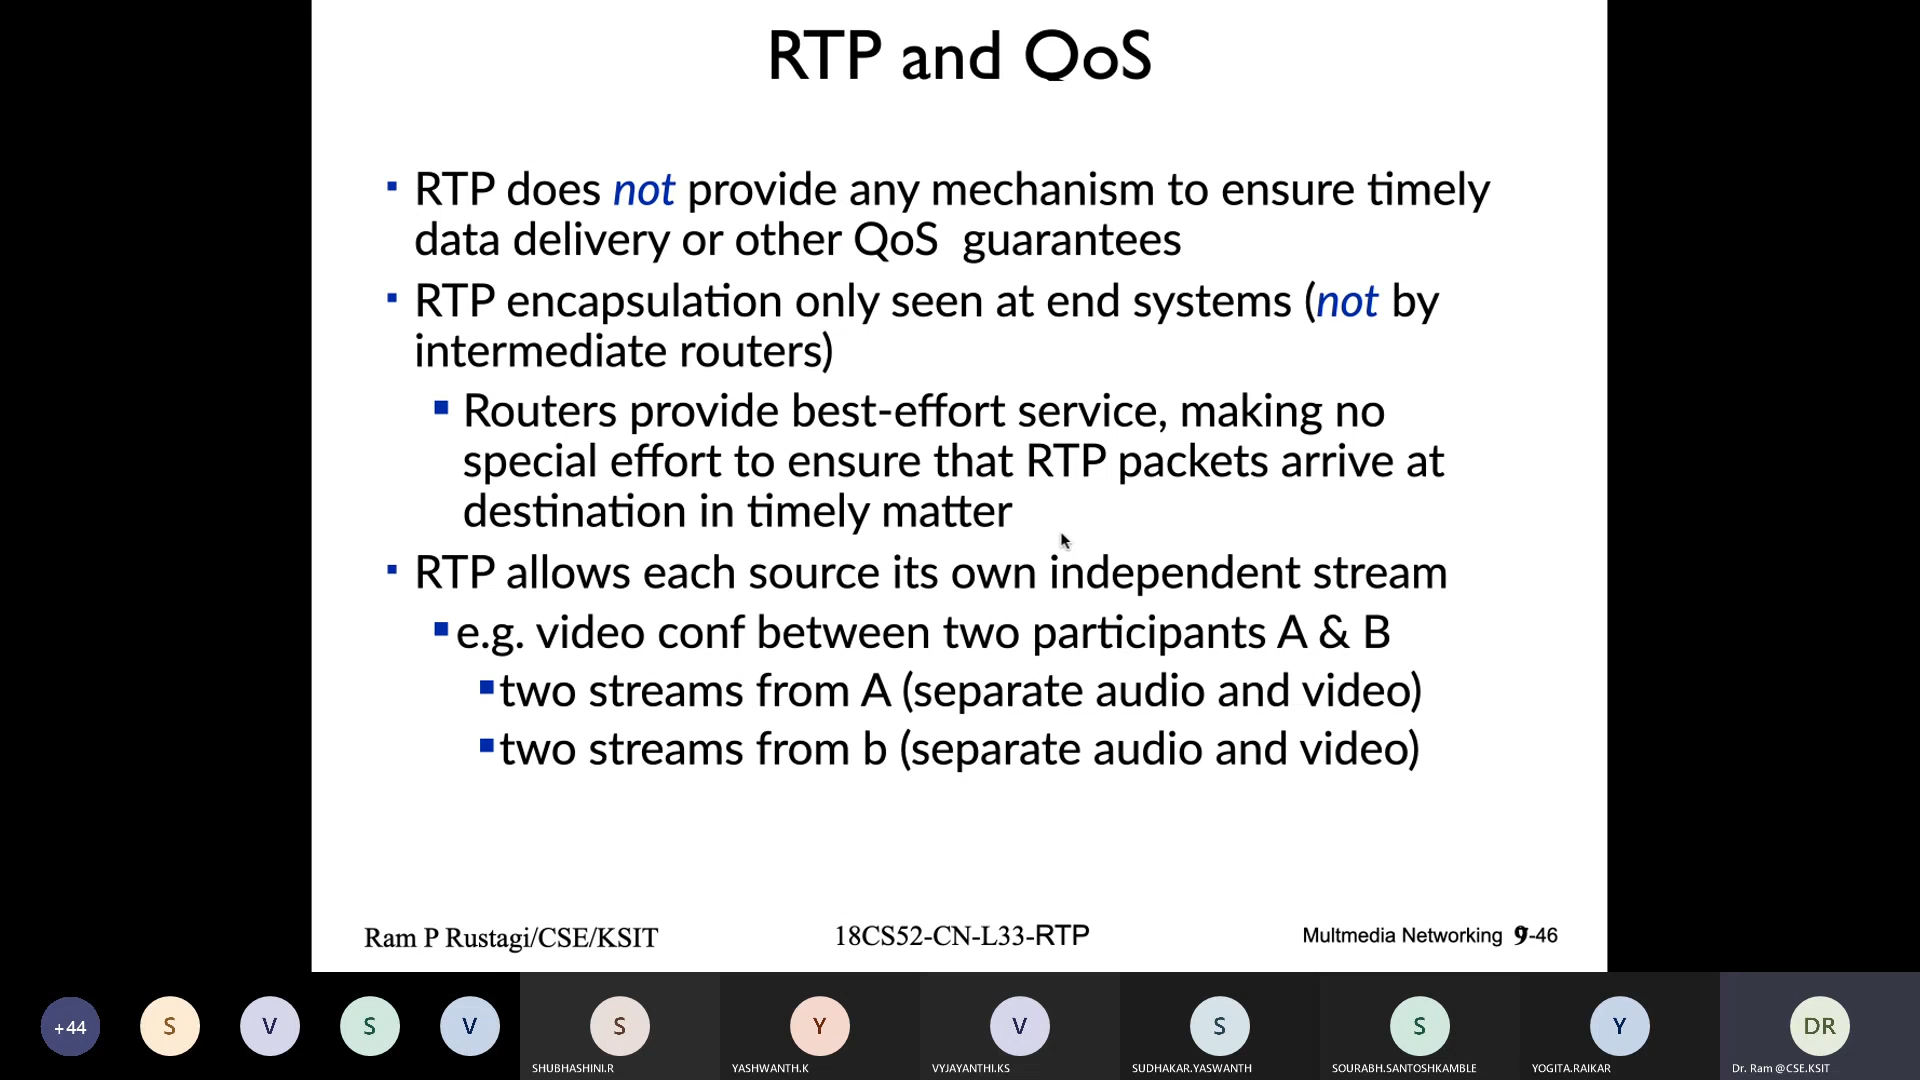 RTP and QoS
RTP does not provide any mechanism to ensure timely
data delivery or other QoS guarantees
RTP encapsulation only seen at end systems (not by
intermediate routers)
Routers provide best-effort service, making no
special effort to ensure that RTP packets arrive at
destination in timely matter
RTP allows each source its own independent stream
e.g. video conf between two participants A & B
two streams from A (separate audio and video)
two streams from b (separate audio and video)
Ram P Rustagi/CSE/KSIT
18CS52-CN-L33-RTP
Multmedia Networking 9-46
+44
S
V
S
V
S
Y
V
S
S
Y
DR
SHUBHASHINI.R
YASHWANTH.K
VYJAYANTHI.KS
SUDHAKAR.YASWANTH
SOURABH.SANTOSHKAMBLE
YOGITA.RAIKAR
Dr. Ram @CSE.KSIT